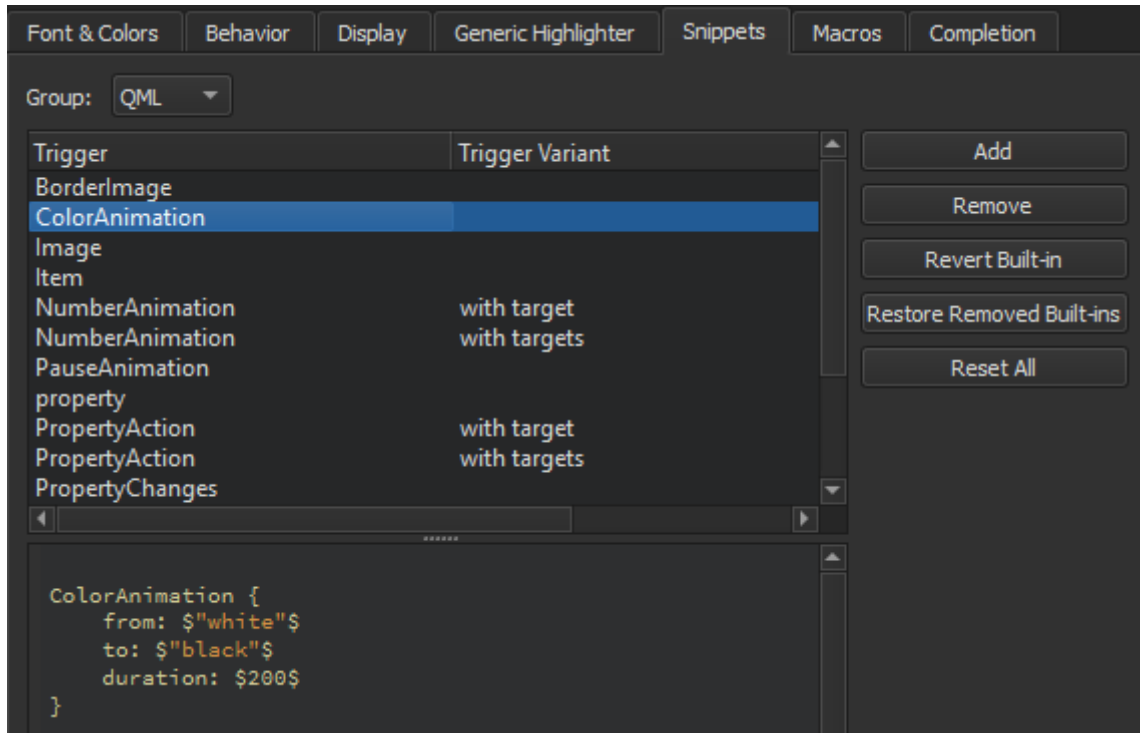 Font & Colors Behavior Display Generic Highlighter Snippets Macros Completion
Group: QML
Trigger Trigger Variant
BorderImage
ColorAnimation
Image
Item
NumberAnimation with target
NumberAnimation with targets
PauseAnimation
property
PropertyAction with target
PropertyAction with targets
PropertyChanges
Add
Remove
Revert Built-in
Restore Removed Built-ins
Reset All
ColorAnimation {
    from: $"white"$
    to: $"black"$
    duration: $200$
}